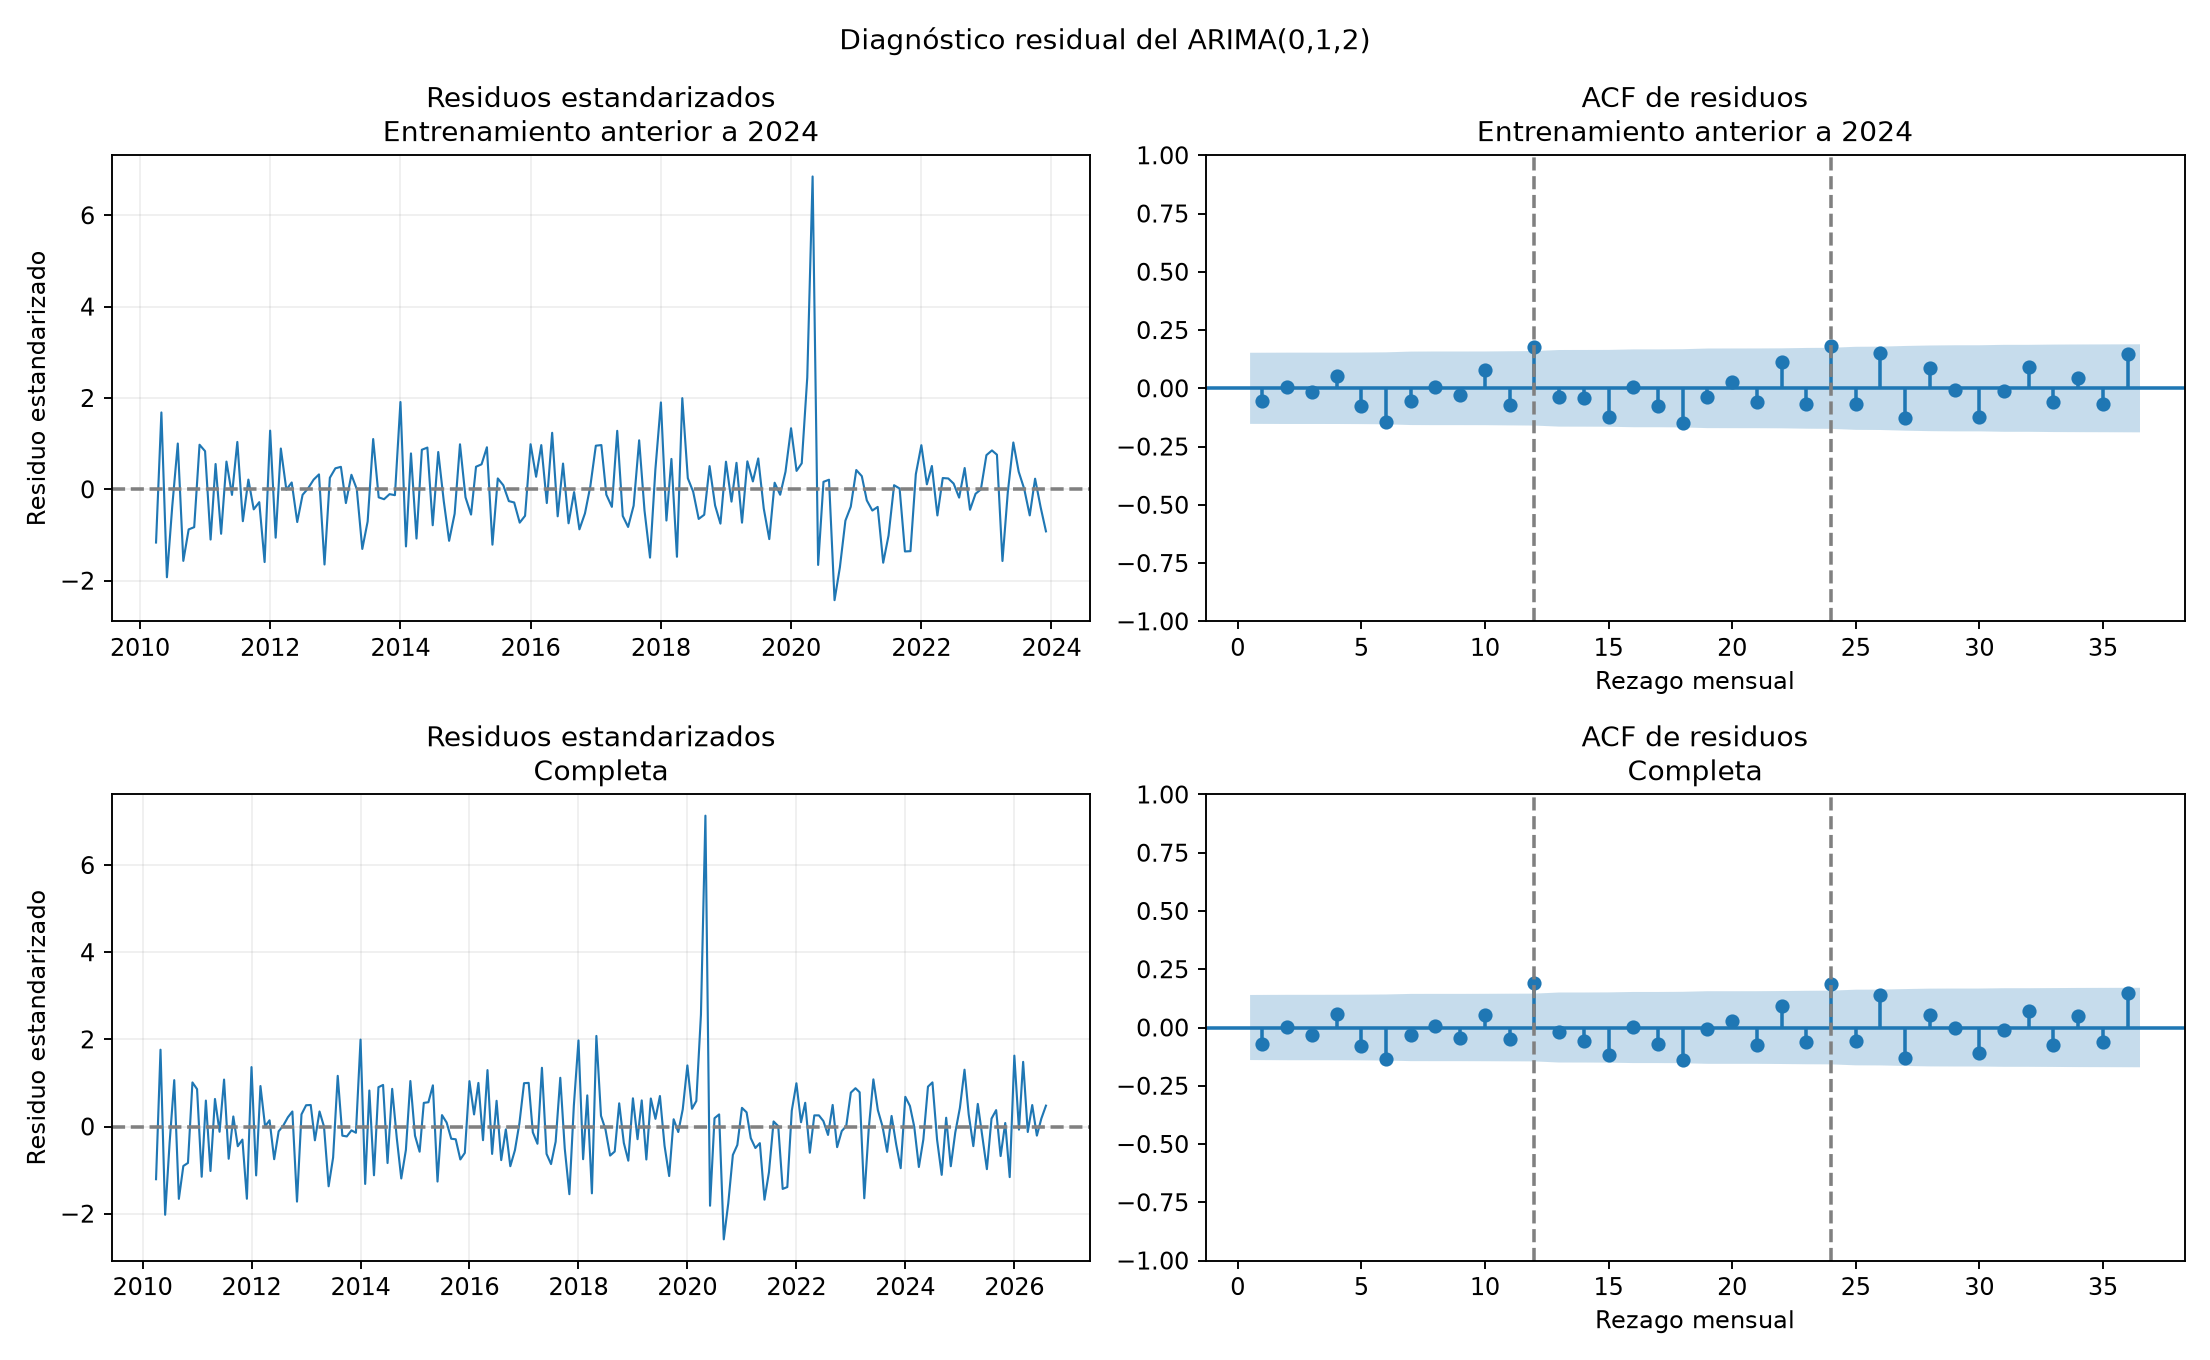 Diagnóstico residual del ARIMA(0,1,2)
Residuos estandarizados
Entrenamiento anterior a 2024
Residuo estandarizado
6
4
2
0
−2
2010 2012 2014 2016 2018 2020 2022 2024
ACF de residuos
Entrenamiento anterior a 2024
1.00
0.75
0.50
0.25
0.00
−0.25
−0.50
−0.75
−1.00
0 5 10 15 20 25 30 35
Rezago mensual
Residuos estandarizados
Completa
Residuo estandarizado
6
4
2
0
−2
2010 2012 2014 2016 2018 2020 2022 2024 2026
ACF de residuos
Completa
1.00
0.75
0.50
0.25
0.00
−0.25
−0.50
−0.75
−1.00
0 5 10 15 20 25 30 35
Rezago mensual